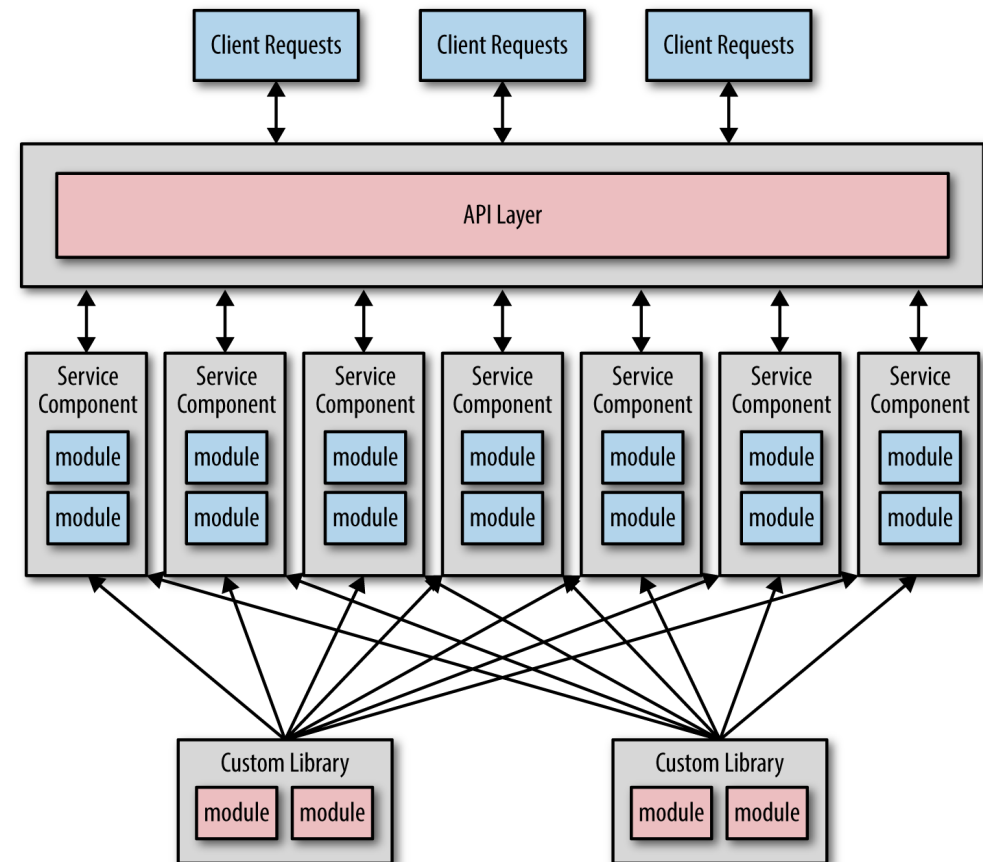 Client Requests
Client Requests
Client Requests
API Layer
Service
Component
module
module
Service
Component
module
module
Service
Component
module
module
Service
Component
module
module
Service
Component
module
module
Service
Component
module
module
Service
Component
module
module
Custom Library
module
module
Custom Library
module
module